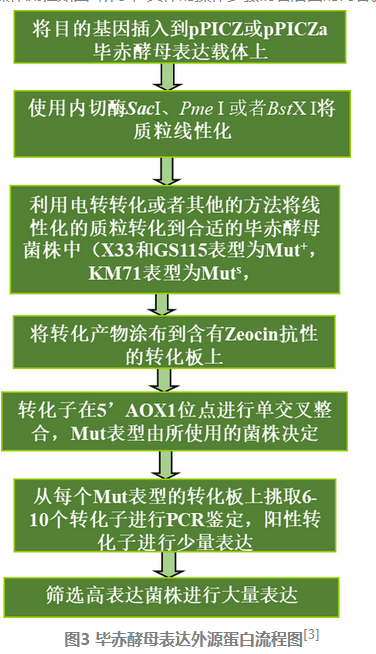 将目的基因插入到pPICZ或pPICZa
毕赤酵母表达载体上
使用内切酶SacI、Pme I 或者BstX I将
质粒线性化
利用电转转化或者其他的方法将线
性化的质粒转化到合适的毕赤酵母
菌株中（X33和GS115表型为Mut⁺,
KM71表型为Mutˢ,
将转化产物涂布到含有Zeocin抗性
的转化板上
转化子在5’AOX1位点进行单交叉整
合，Mut表型由所使用的菌株决定
从每个Mut表型的转化板上挑取6-
10个转化子进行PCR鉴定，阳性转
化子进行少量表达
筛选高表达菌株进行大量表达
图3 毕赤酵母表达外源蛋白流程图[3]